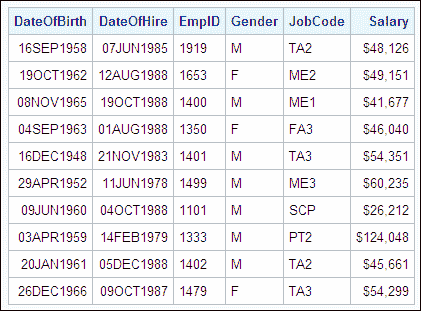 DateOfBirth DateOfHire EmpID Gender JobCode Salary
16SEP1958 07JUN1985 1919 M TA2 $48,126
19OCT1962 12AUG1988 1653 F ME2 $49,151
08NOV1965 19OCT1988 1400 M ME1 $41,677
04SEP1963 01AUG1988 1350 F FA3 $46,040
16DEC1948 21NOV1983 1401 M TA3 $54,351
29APR1952 11JUN1978 1499 M ME3 $60,235
09JUN1960 04OCT1988 1101 M SCP $26,212
03APR1959 14FEB1979 1333 M PT2 $124,048
20JAN1961 05DEC1988 1402 M TA2 $45,661
26DEC1966 09OCT1987 1479 F TA3 $54,299